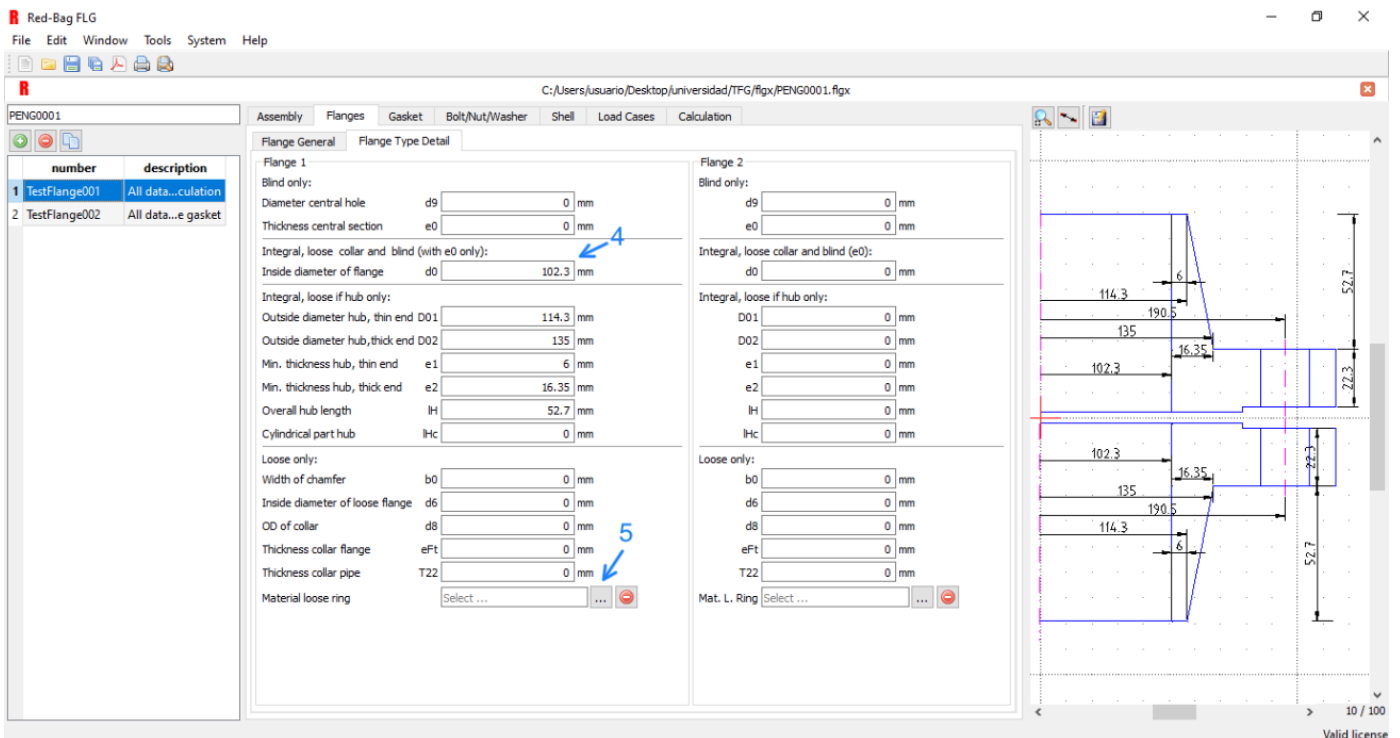 R Red-Bag FLG
File Edit Window Tools System Help
R C:/Users/usuario/Desktop/universidad/TFG/flgx/PENG0001.flgx
PENG0001
Assembly Flanges Gasket Bolt/Nut/Washer Shell Load Cases Calculation
Flange General Flange Type Detail
number description
1 TestFlange001 All data...culation
2 TestFlange002 All data...e gasket
Flange 1
Blind only:
Diameter central hole d9 0 mm
Thickness central section e0 0 mm
4
Integral, loose collar and blind (with e0 only):
Inside diameter of flange d0 102.3 mm
Integral, loose if hub only:
Outside diameter hub, thin end D01 114.3 mm
Outside diameter hub,thick end D02 135 mm
Min. thickness hub, thin end e1 6 mm
Min. thickness hub, thick end e2 16.35 mm
Overall hub length lH 52.7 mm
Cylindrical part hub lHc 0 mm
Loose only:
Width of chamfer b0 0 mm
Inside diameter of loose flange d6 0 mm
OD of collar d8 0 mm
5
Thickness collar flange eFt 0 mm
Thickness collar pipe T22 0 mm
Material loose ring Select ... ...
Flange 2
Blind only:
d9 0 mm
e0 0 mm
Integral, loose collar and blind (e0):
d0 0 mm
Integral, loose if hub only:
D01 0 mm
D02 0 mm
e1 0 mm
e2 0 mm
lH 0 mm
lHc 0 mm
Loose only:
b0 0 mm
d6 0 mm
d8 0 mm
eFt 0 mm
T22 0 mm
Mat. L. Ring Select ... ...
6
52.7
114.3
190.5
135
16.35
102.3
22.3
102.3
22.3
16.35
135
190.5
114.3
6
52.7
10 / 100
Valid license